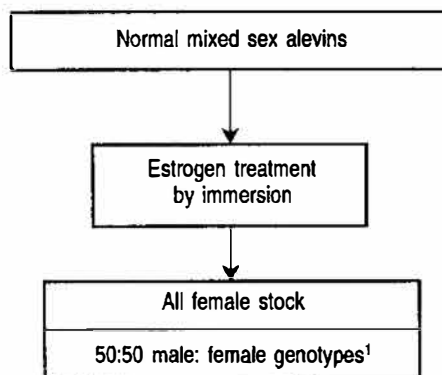 Normal mixed sex alevins
Estrogen treatment
by immersion
All female stock
50:50 male: female genotypes¹